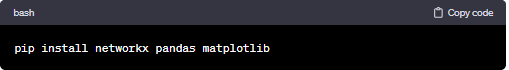 bash
Copy code
pip install networkx pandas matplotlib